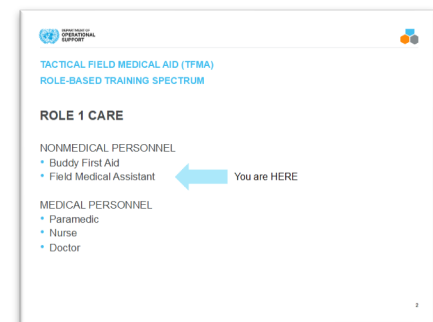 DEPARTMENT OF
OPERATIONAL
SUPPORT
TACTICAL FIELD MEDICAL AID (TFMA)
ROLE-BASED TRAINING SPECTRUM
ROLE 1 CARE
NONMEDICAL PERSONNEL
• Buddy First Aid
• Field Medical Assistant
You are HERE
MEDICAL PERSONNEL
• Paramedic
• Nurse
• Doctor
2